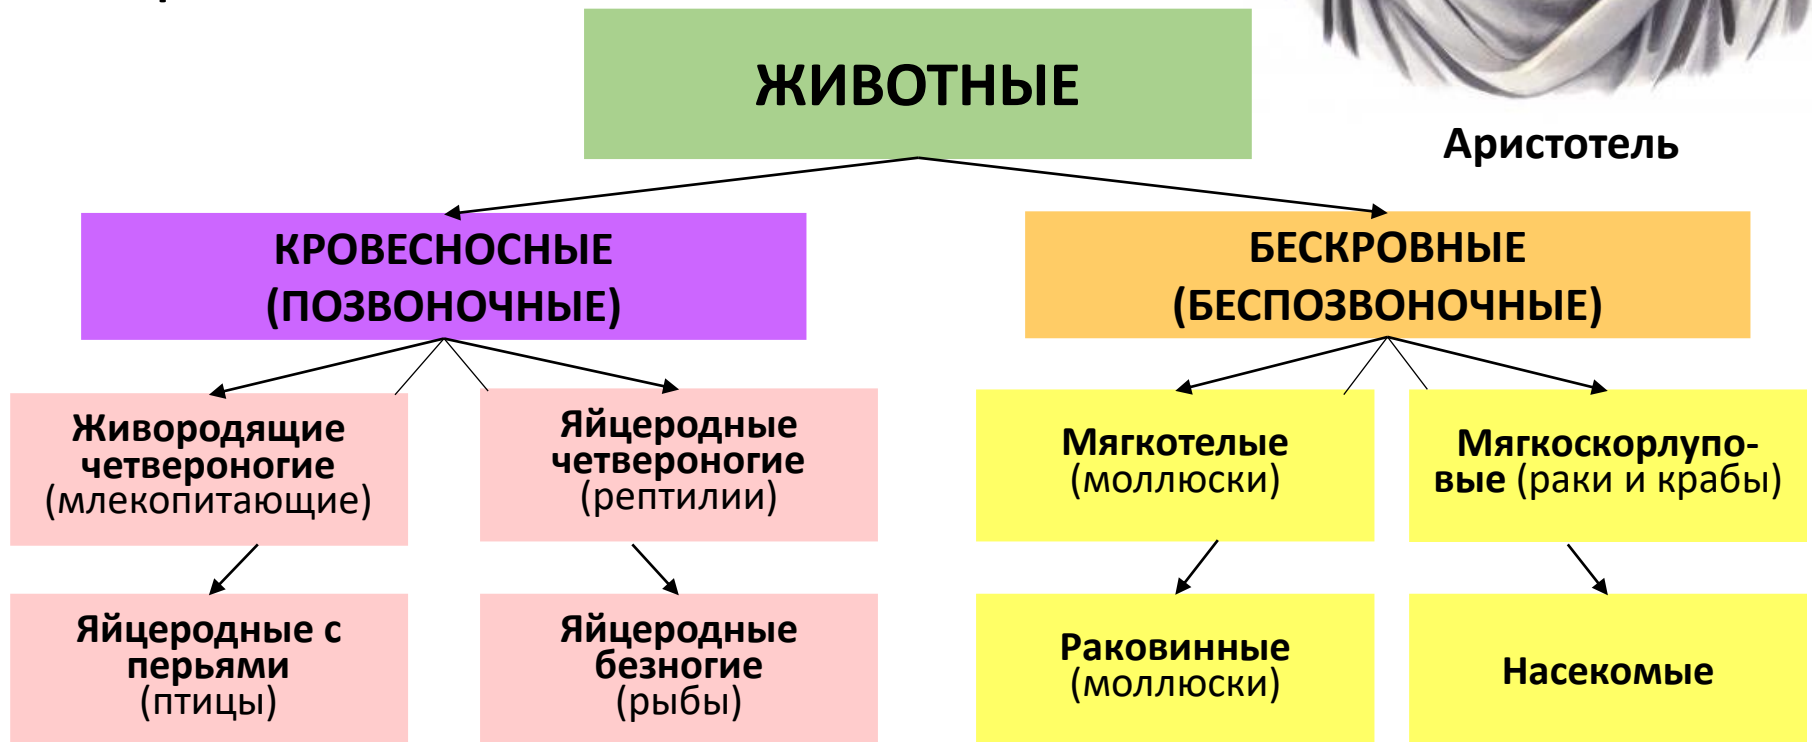 ЖИВОТНЫЕ
Аристотель
КРОВЕСНОСНЫЕ
(ПОЗВОНОЧНЫЕ)
БЕСКРОВНЫЕ
(БЕСПОЗВОНОЧНЫЕ)
Живородящие
четвероногие
(млекопитающие)
Яйцеродные
четвероногие
(рептилии)
Мягкотелые
(моллюски)
Мягкоскорлупо-
вые (раки и крабы)
Яйцеродные с
перьями
(птицы)
Яйцеродные
безногие
(рыбы)
Раковинные
(моллюски)
Насекомые